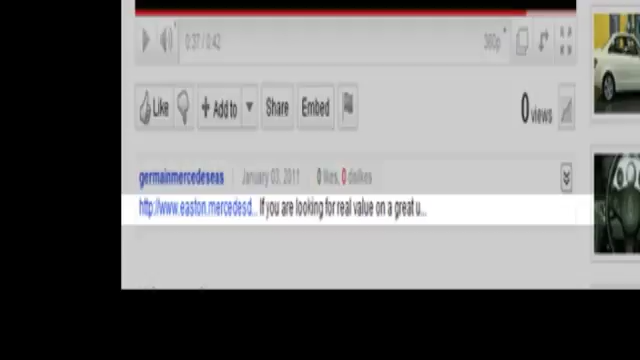 0:37 / 0:42 360p
Like Add to Share Embed 0 views
germainmercedeseas January 03, 2011 0 likes, 0 dislikes
http://www.easton.mercedesd... If you are looking for real value on a great u...